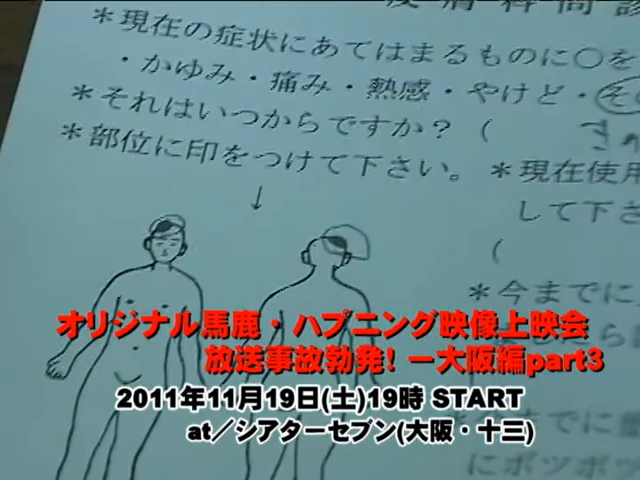 皮膚科問診
＊現在の症状にあてはまるものに○を
・かゆみ・痛み・熱感・やけど・その
＊それはいつからですか？（
＊部位に印をつけて下さい。
↓
＊現在使用
して下さ
（
＊今までに
オリジナル馬鹿・ハプニング映像上映会
放送事故勃発！ー大阪編part3
2011年11月19日(土)19時 START
at／シアターセブン(大阪・十三)
にポツポツ